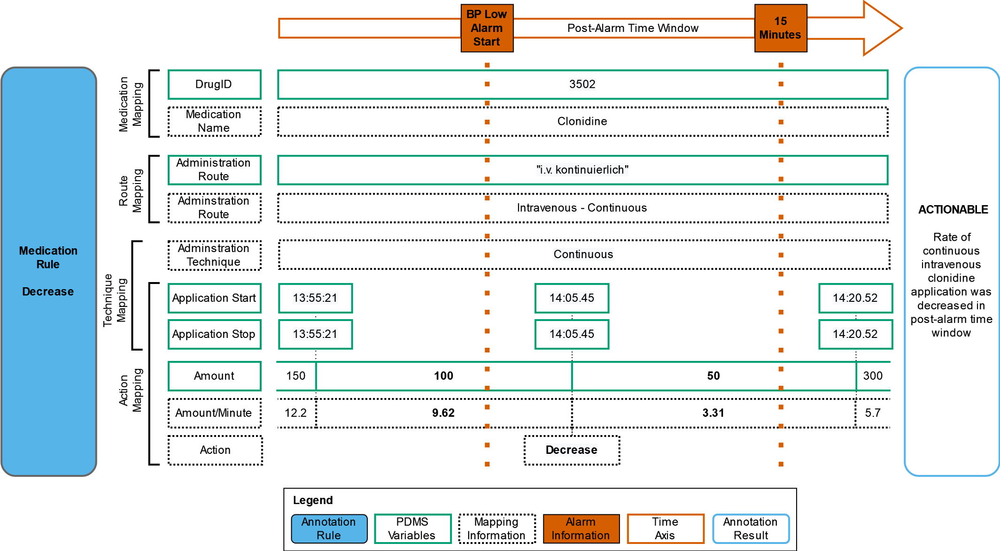 BP Low
Alarm
Start
Post-Alarm Time Window
15
Minutes
Medication
Rule
Decrease
Medication
Mapping
DrugID
3502
Medication
Name
Clonidine
Route
Mapping
Administration
Route
"i.v. kontinuierlich"
Adminstration
Route
Intravenous - Continuous
Technique
Mapping
Adminstration
Technique
Continuous
Application Start
13:55:21
14:05.45
14:20.52
Application Stop
13:55:21
14:05.45
14:20.52
Action
Mapping
Amount
150
100
50
300
Amount/Minute
12.2
9.62
3.31
5.7
Action
Decrease
ACTIONABLE
Rate of
continuous
intravenous
clonidine
application was
decreased in
post-alarm time
window
Legend
Annotation
Rule
PDMS
Variables
Mapping
Information
Alarm
Information
Time
Axis
Annotation
Result